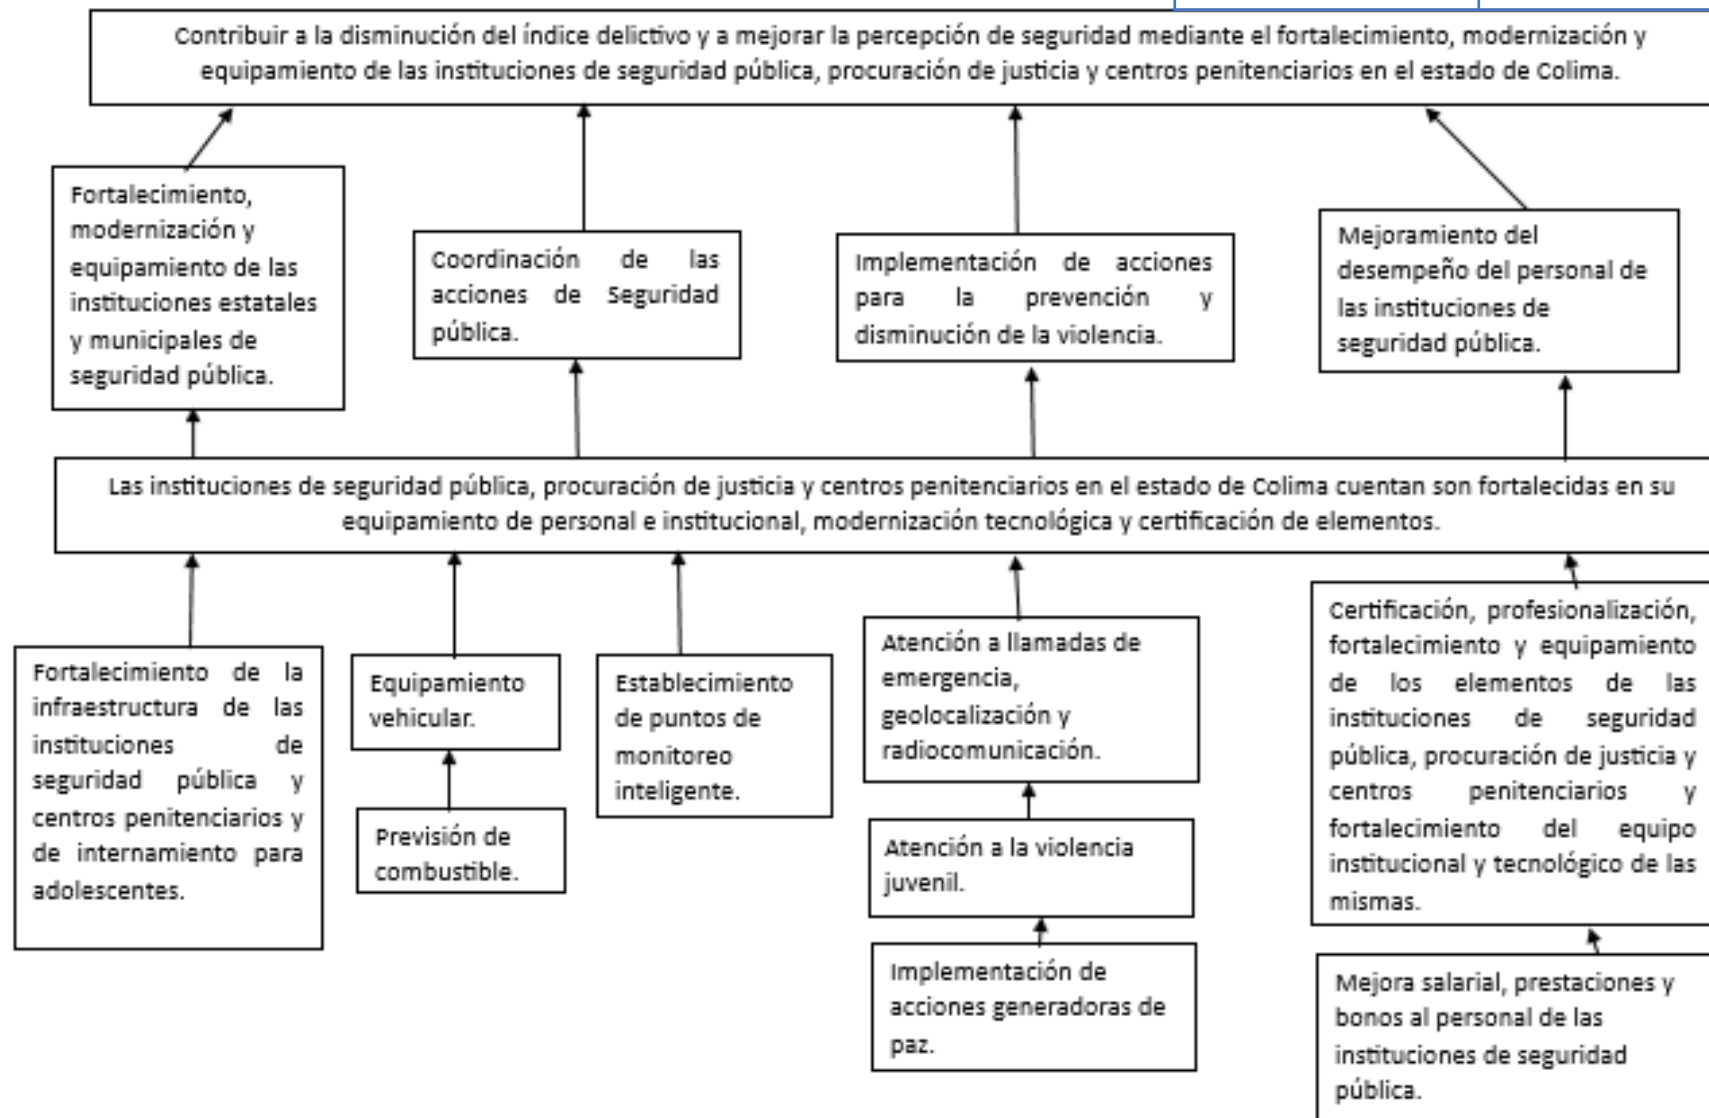 Contribuir a la disminución del índice delictivo y a mejorar la percepción de seguridad mediante el fortalecimiento, modernización y
equipamiento de las instituciones de seguridad pública, procuración de justicia y centros penitenciarios en el estado de Colima.
Fortalecimiento,
modernización y
equipamiento de las
instituciones estatales
y municipales de
seguridad pública.
Coordinación de las
acciones de Seguridad
pública.
Implementación de acciones
para la prevención y
disminución de la violencia.
Mejoramiento del
desempeño del personal de
las instituciones de
seguridad pública.
Las instituciones de seguridad pública, procuración de justicia y centros penitenciarios en el estado de Colima cuentan son fortalecidas en su
equipamiento de personal e institucional, modernización tecnológica y certificación de elementos.
Fortalecimiento de la
infraestructura de las
instituciones de
seguridad pública y
centros penitenciarios y
de internamiento para
adolescentes.
Equipamiento
vehicular.
Previsión de
combustible.
Establecimiento
de puntos de
monitoreo
inteligente.
Atención a llamadas de
emergencia,
geolocalización y
radiocomunicación.
Atención a la violencia
juvenil.
Implementación de
acciones generadoras de
paz.
Certificación, profesionalización,
fortalecimiento y equipamiento
de los elementos de las
instituciones de seguridad
pública, procuración de justicia y
centros penitenciarios y
fortalecimiento del equipo
institucional y tecnológico de las
mismas.
Mejora salarial, prestaciones y
bonos al personal de las
instituciones de seguridad
pública.